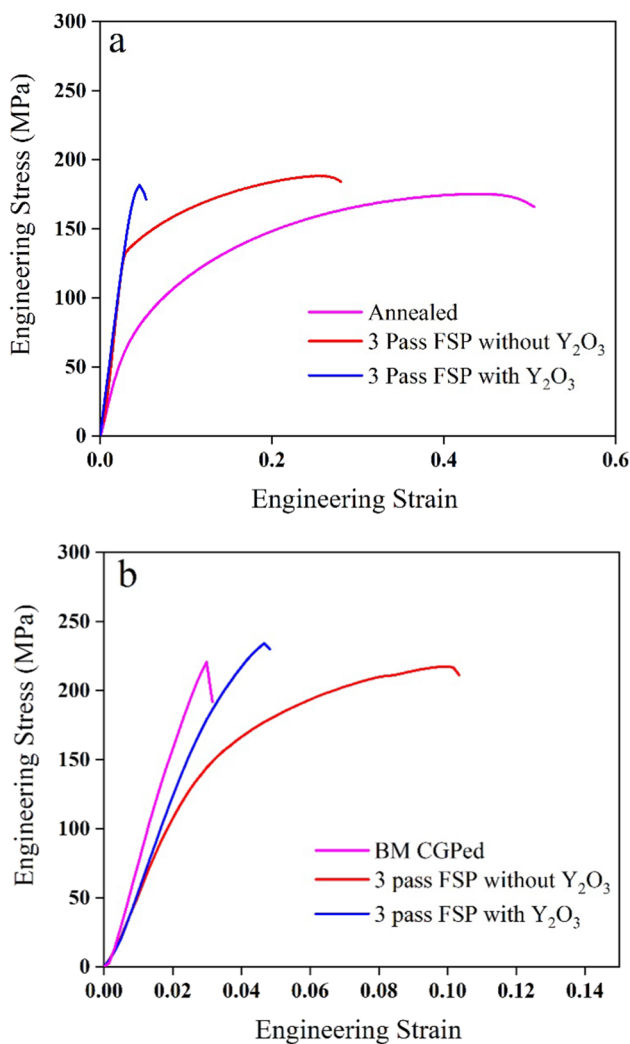 a
300
250
200
150
100
50
0
0.0 0.2 0.4 0.6
Engineering Stress (MPa)
Engineering Strain
Annealed
3 Pass FSP without Y₂O₃
3 Pass FSP with Y₂O₃
b
300
250
200
150
100
50
0
0.00 0.02 0.04 0.06 0.08 0.10 0.12 0.14
Engineering Stress (MPa)
Engineering Strain
BM CGPed
3 pass FSP without Y₂O₃
3 pass FSP with Y₂O₃